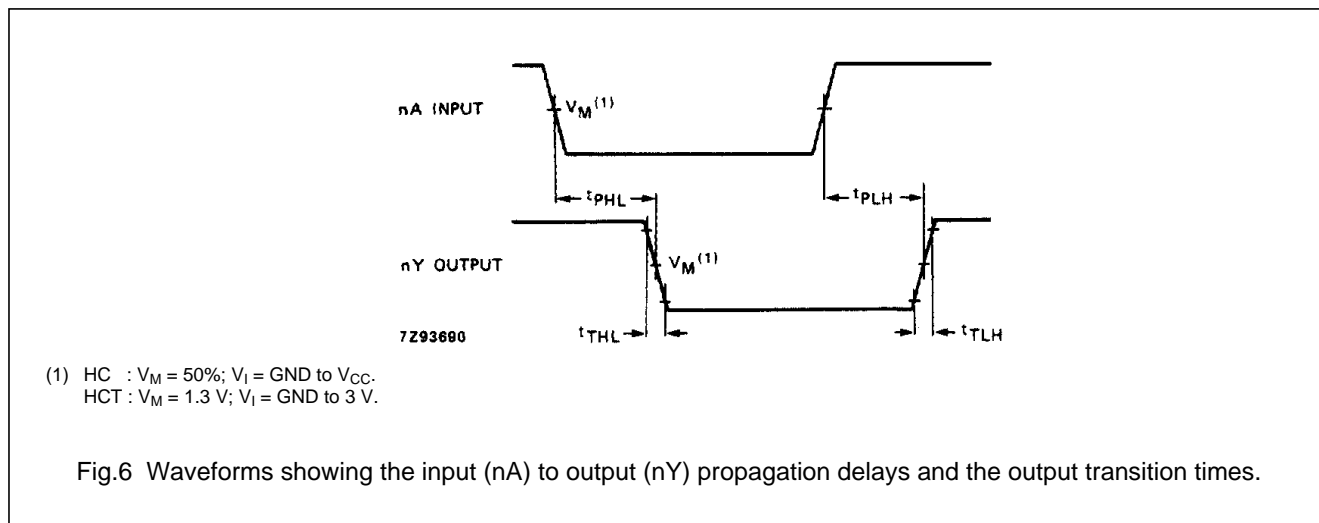 nA INPUT
VM(1)
tPHL
tPLH
nY OUTPUT
VM(1)
7Z93690
tTHL
tTLH
(1) HC : VM = 50%; VI = GND to VCC.
HCT : VM = 1.3 V; VI = GND to 3 V.
Fig.6 Waveforms showing the input (nA) to output (nY) propagation delays and the output transition times.